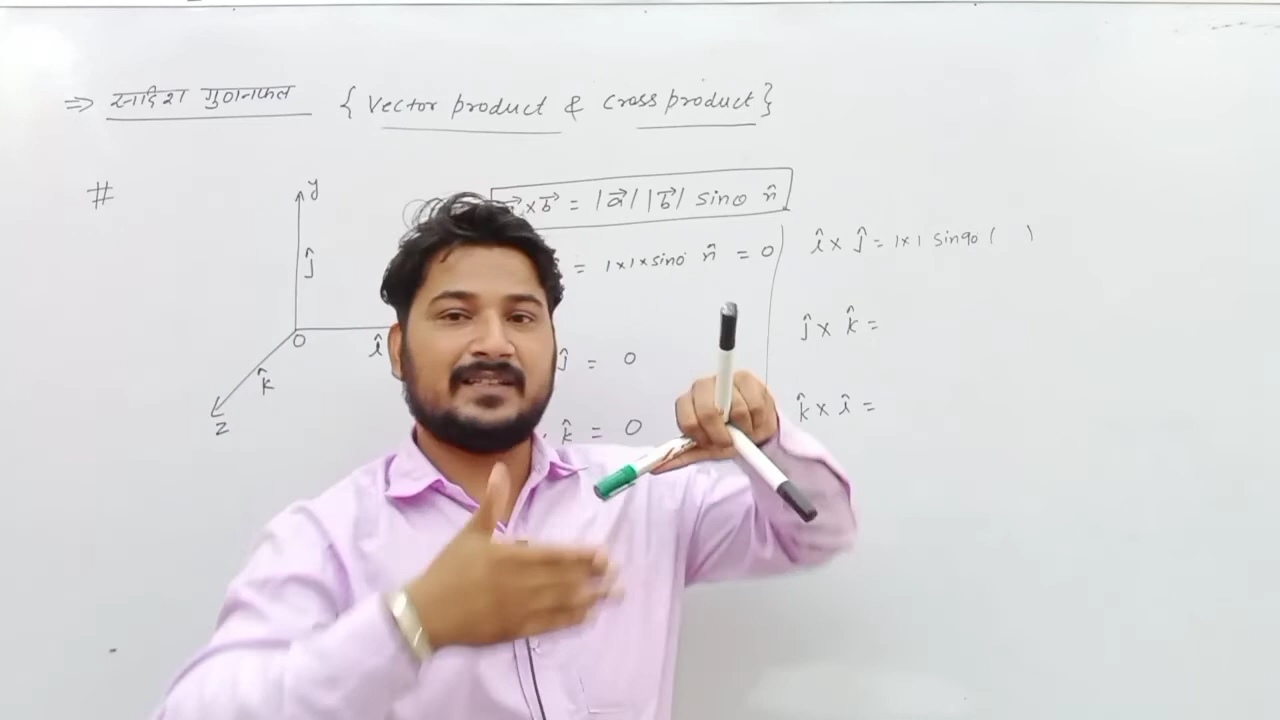 ⇒ सदिश गुणनफल { Vector product & Cross product }
#
y
ĵ
O
î
k̂
z
×b⃗ = |a⃗| |b⃗| sinθ n̂
= 1×1×sin0° n̂ = 0
ĵ = 0
k̂ = 0
î × ĵ = 1×1 sin90 ( )
ĵ × k̂ =
k̂ × î =